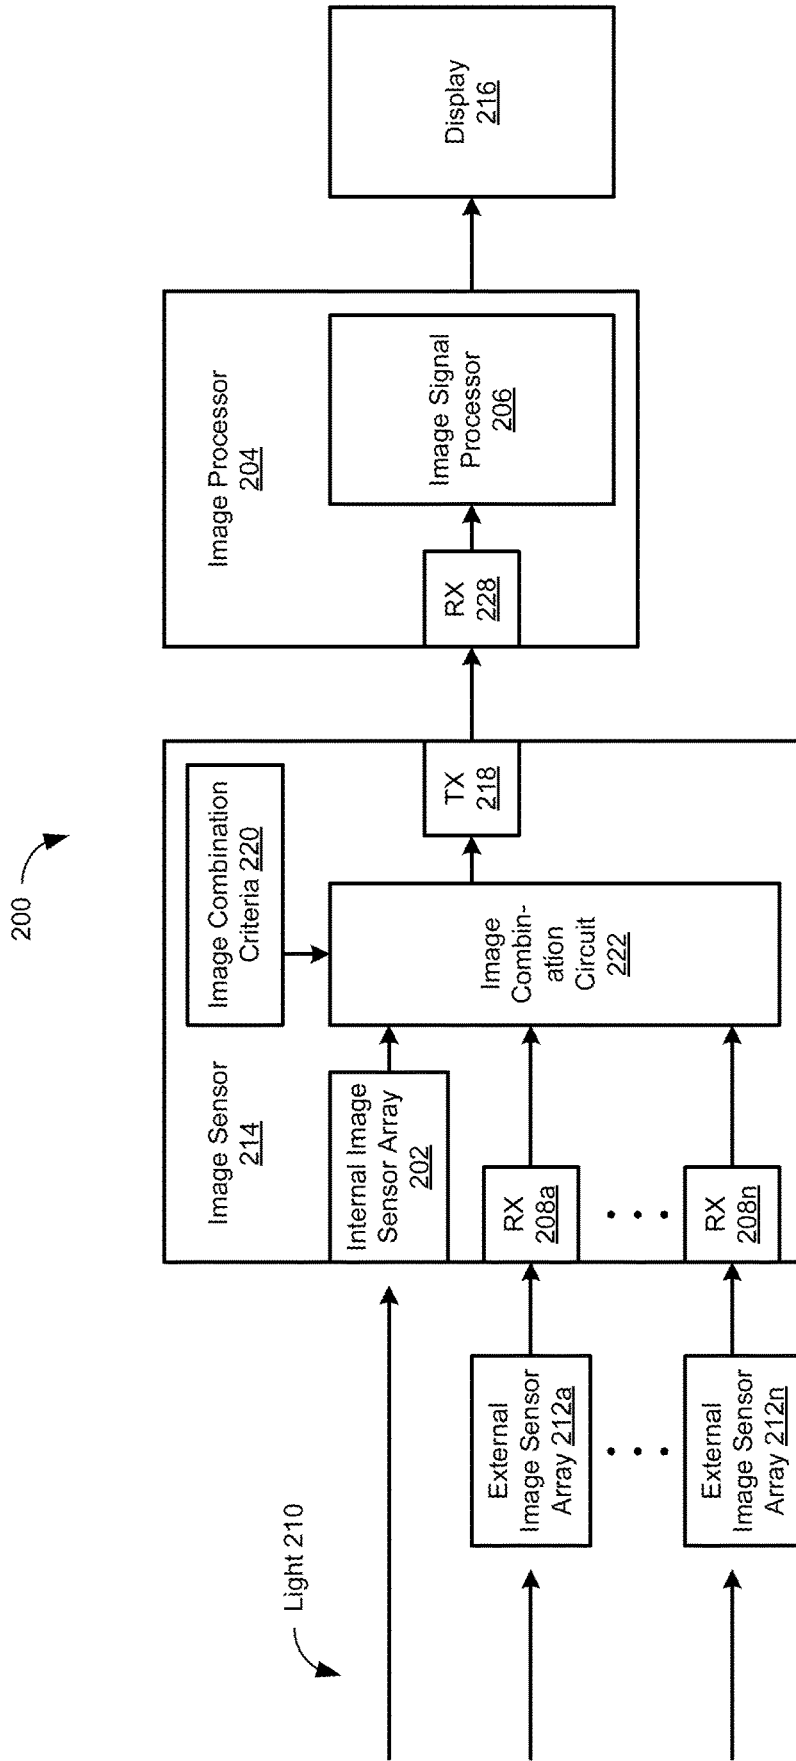 200
Light 210
External
Image Sensor
Array 212a
External
Image Sensor
Array 212n
Image Sensor
214
Internal Image
Sensor Array
202
RX
208a
RX
208n
Image Combination
Criteria 220
Image
Combin-
ation
Circuit
222
TX
218
Image Processor
204
RX
228
Image Signal
Processor
206
Display
216